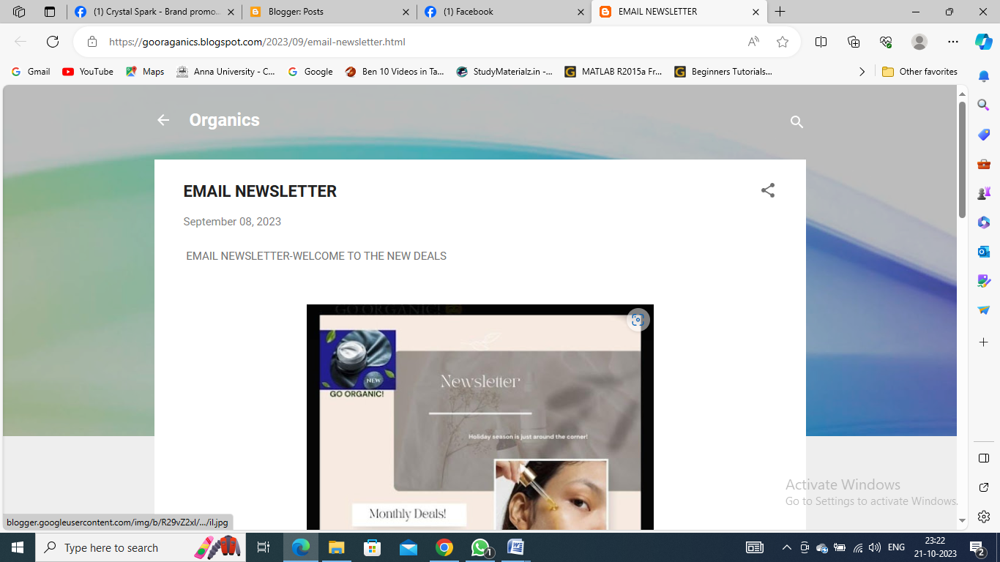 (1) Crystal Spark - Brand promo...
Blogger: Posts
(1) Facebook
EMAIL NEWSLETTER
https://gooraganics.blogspot.com/2023/09/email-newsletter.html
Gmail
YouTube
Maps
Anna University - C...
Google
Ben 10 Videos in Ta...
StudyMaterialz.in -...
MATLAB R2015a Fr...
Beginners Tutorials...
Other favorites
Organics
EMAIL NEWSLETTER
September 08, 2023
EMAIL NEWSLETTER-WELCOME TO THE NEW DEALS
GO ORGANIC!
NEW
GO ORGANIC!
Newsletter
Holiday season is just around the corner!
Monthly Deals!
Activate Windows
Go to Settings to activate Windows.
blogger.googleusercontent.com/img/b/R29vZ2xl/.../il.jpg
Type here to search
1
ENG
23:22
21-10-2023
2